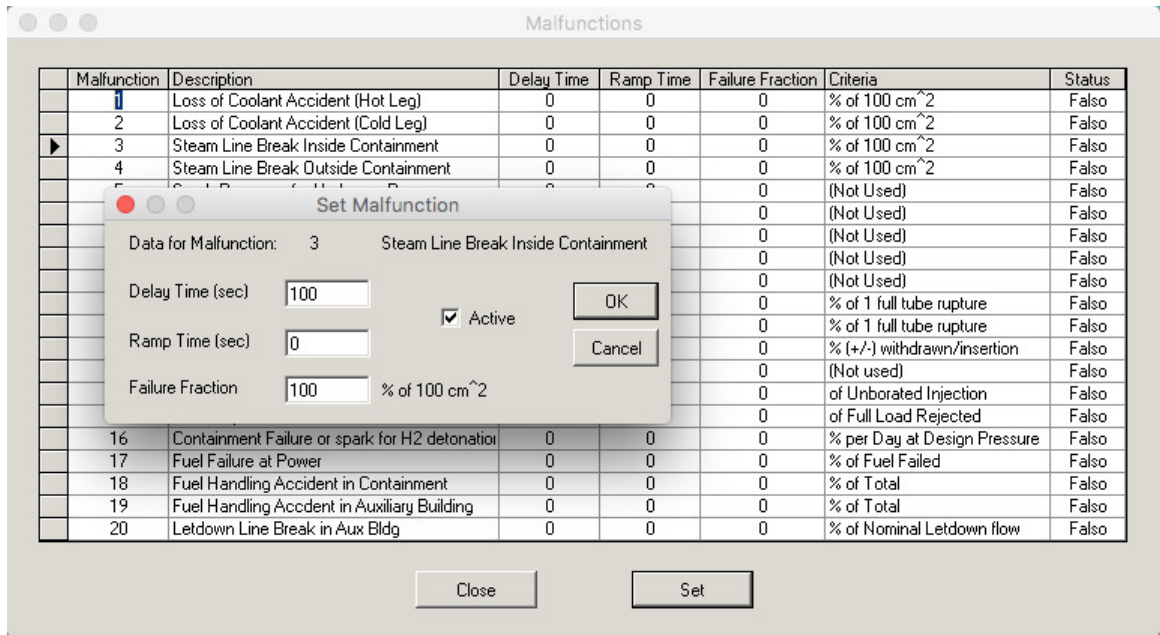 Malfunctions
Malfunction Description Delay Time Ramp Time Failure Fraction Criteria Status
1 Loss of Coolant Accident (Hot Leg) 0 0 0 % of 100 cm^2 Falso
2 Loss of Coolant Accident (Cold Leg) 0 0 0 % of 100 cm^2 Falso
3 Steam Line Break Inside Containment 0 0 0 % of 100 cm^2 Falso
4 Steam Line Break Outside Containment 0 0 0 % of 100 cm^2 Falso
0 (Not Used) Falso
0 (Not Used) Falso
0 (Not Used) Falso
0 (Not Used) Falso
0 (Not Used) Falso
0 % of 1 full tube rupture Falso
0 % of 1 full tube rupture Falso
0 % (+/-) withdrawn/insertion Falso
0 (Not used) Falso
0 of Unborated Injection Falso
0 of Full Load Rejected Falso
16 Containment Failure or spark for H2 detonation 0 0 0 % per Day at Design Pressure Falso
17 Fuel Failure at Power 0 0 0 % of Fuel Failed Falso
18 Fuel Handling Accident in Containment 0 0 0 % of Total Falso
19 Fuel Handling Accdent in Auxiliary Building 0 0 0 % of Total Falso
20 Letdown Line Break in Aux Bldg 0 0 0 % of Nominal Letdown flow Falso
Set Malfunction
Data for Malfunction: 3 Steam Line Break Inside Containment
Delay Time (sec) 100
Active
OK
Ramp Time (sec) 0
Cancel
Failure Fraction 100 % of 100 cm^2
Close Set